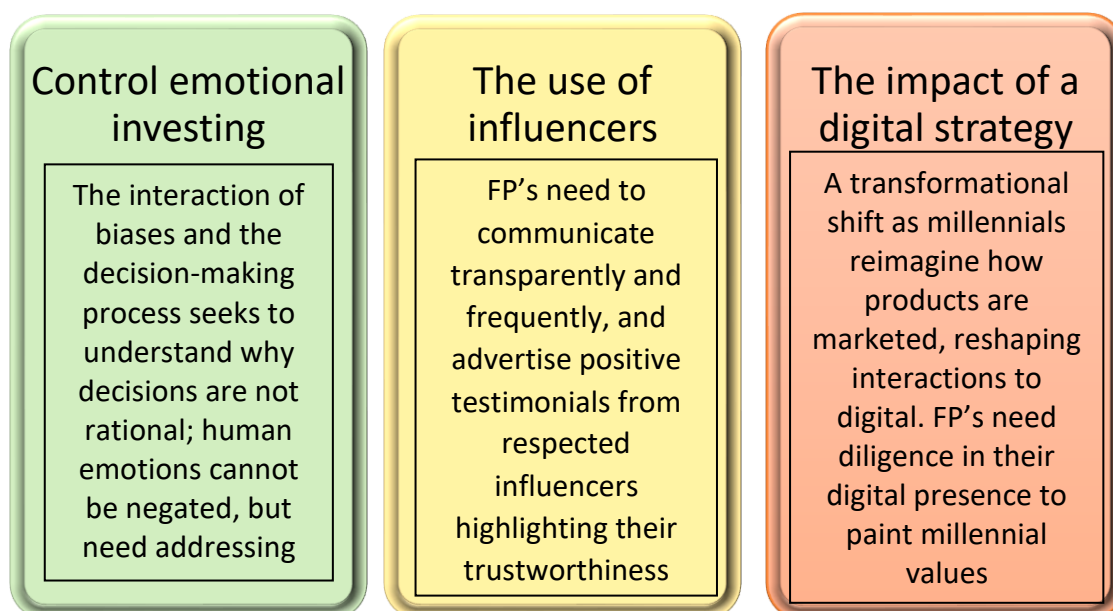 Control emotional
investing
The interaction of
biases and the
decision-making
process seeks to
understand why
decisions are not
rational; human
emotions cannot
be negated, but
need addressing
The use of
influencers
FP’s need to
communicate
transparently and
frequently, and
advertise positive
testimonials from
respected
influencers
highlighting their
trustworthiness
The impact of a
digital strategy
A transformational
shift as millennials
reimagine how
products are
marketed, reshaping
interactions to
digital. FP’s need
diligence in their
digital presence to
paint millennial
values